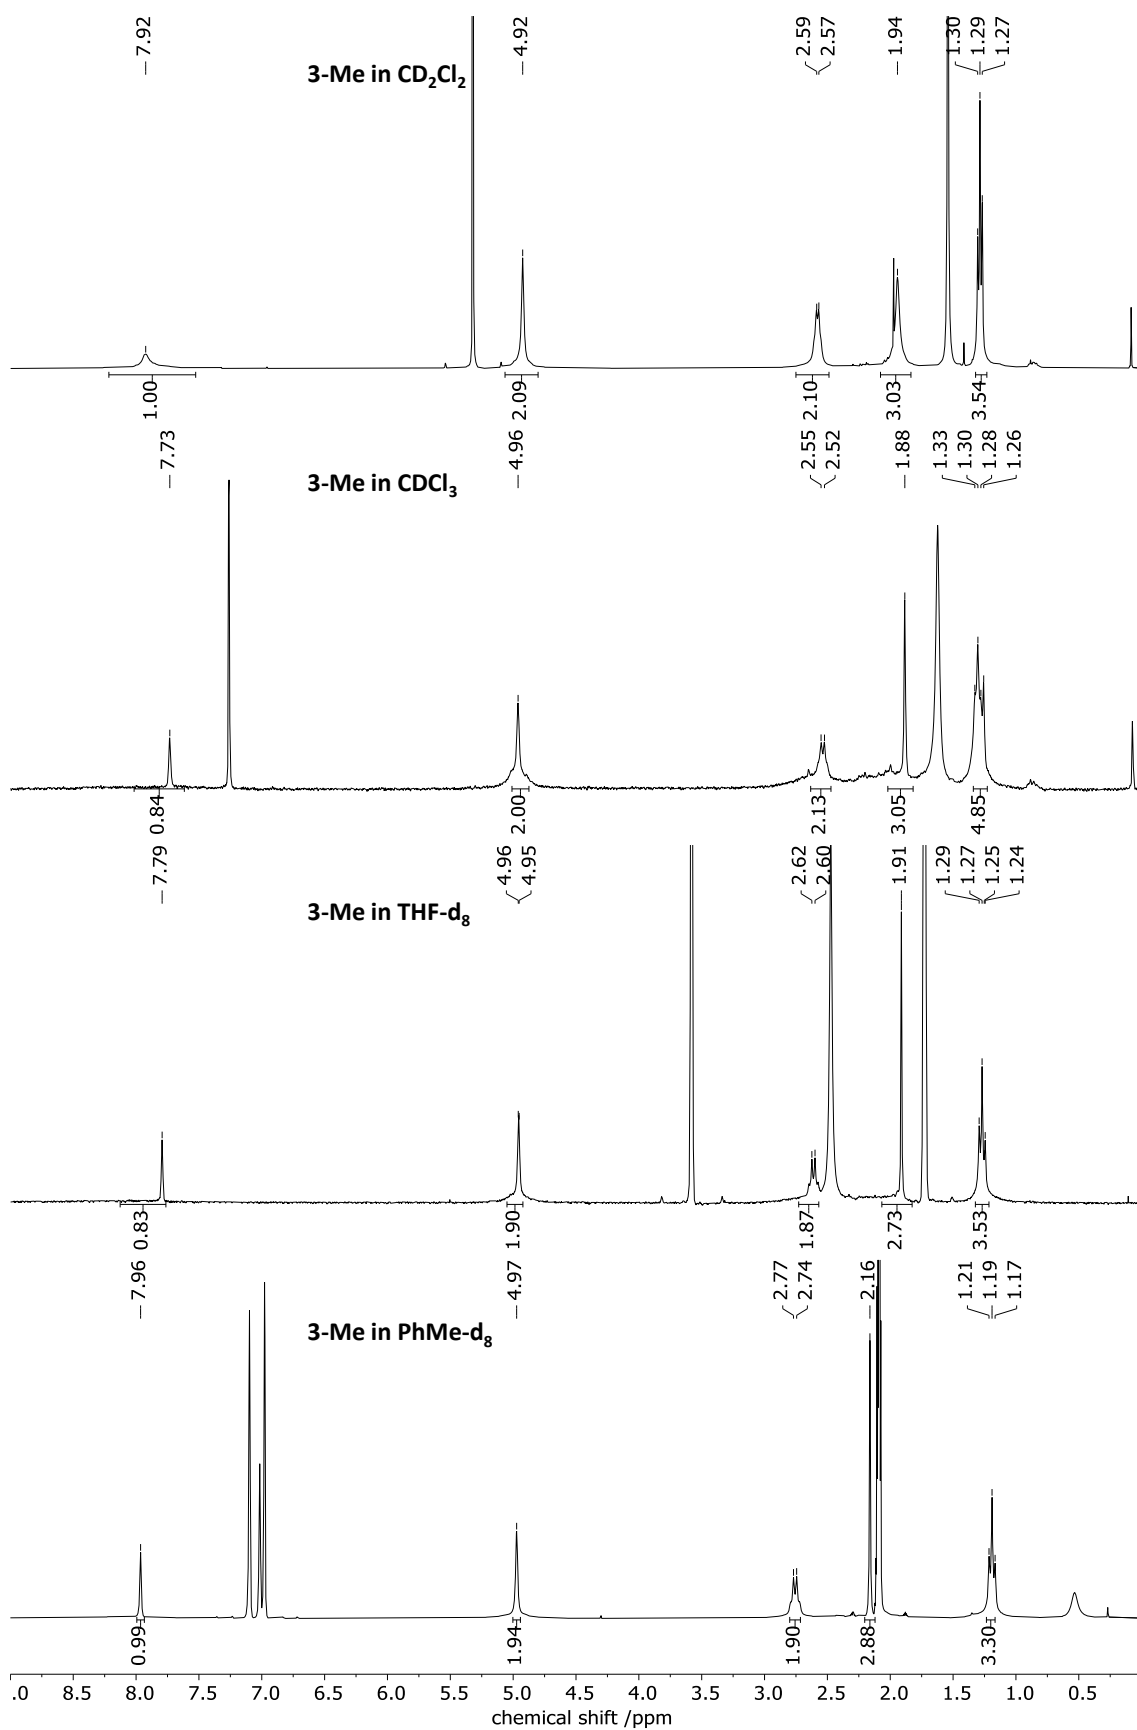 7.92 4.92 2.59 2.57 1.94 1.30 1.29 1.27
3-Me in CD₂Cl₂
1.00 2.09 2.10 3.03 3.54
7.73 4.96 2.55 2.52 1.88 1.33 1.30 1.28 1.26
3-Me in CDCl₃
0.84 2.00 2.13 3.05 4.85
7.79 4.96 4.95 2.62 2.60 1.91 1.29 1.27 1.25 1.24
3-Me in THF-d₈
0.83 1.90 1.87 2.73 3.53
7.96 4.97 2.77 2.74 2.16 1.21 1.19 1.17
3-Me in PhMe-d₈
0.99 1.94 1.90 2.88 3.30
.0 8.5 8.0 7.5 7.0 6.5 6.0 5.5 5.0 4.5 4.0 3.5 3.0 2.5 2.0 1.5 1.0 0.5
chemical shift /ppm